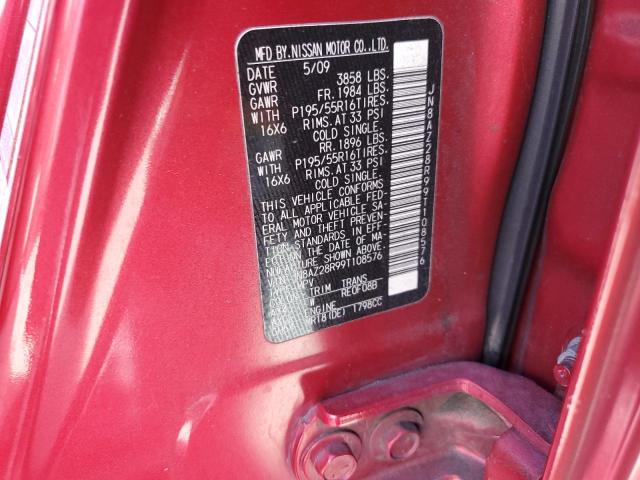 MFD BY.NISSAN MOTOR CO.,LTD.
DATE 5/09
GVWR 3858 LBS.
GAWR FR. 1984 LBS.
WITH P195/55R16TIRES.
16X6 RIMS.AT 33 PSI
COLD SINGLE.
GAWR RR. 1896 LBS.
WITH P195/55R16TIRES.
16X6 RIMS.AT 33 PSI
COLD SINGLE.
THIS VEHICLE CONFORMS
TO ALL APPLICABLE FED-
ERAL MOTOR VEHICLE SA-
FETY AND THEFT PREVEN-
TION STANDARDS IN EFF-
ECT ON THE DATE OF MA-
NUFACTURE SHOWN ABOVE.
JN8AZ28R99T108576
MPV
TRIM TRANS
RE0F08B
ENGINE
MR18(DE) 1798CC
JN8AZ28R99T108576